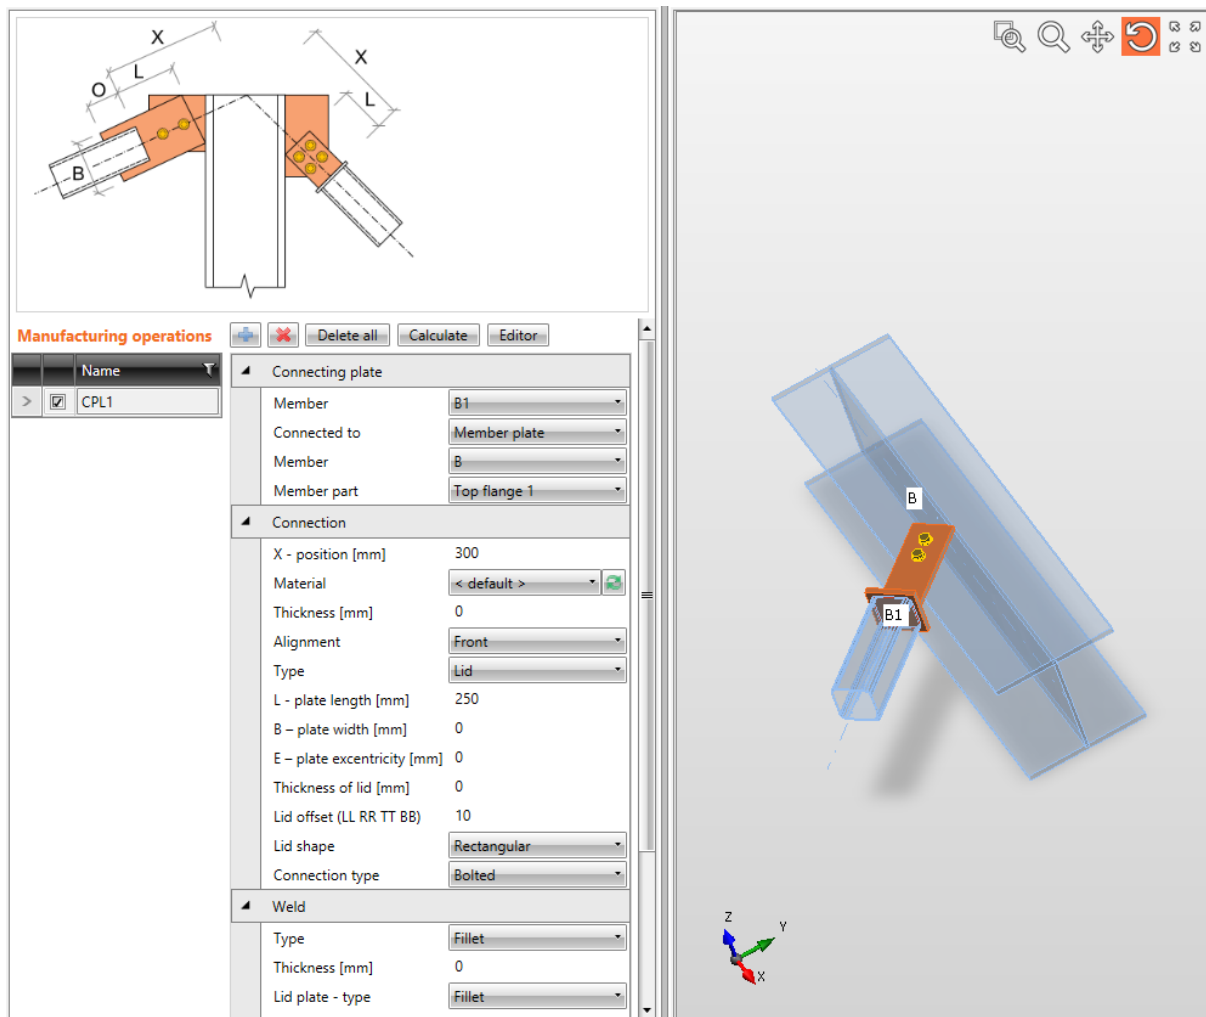 X
X
L
L
O
B
Manufacturing operations
Delete all
Calculate
Editor
Name
CPL1
Connecting plate
Member B1
Connected to Member plate
Member B
Member part Top flange 1
Connection
X - position [mm] 300
Material < default >
Thickness [mm] 0
Alignment Front
Type Lid
L - plate length [mm] 250
B – plate width [mm] 0
E – plate excentricity [mm] 0
Thickness of lid [mm] 0
Lid offset (LL RR TT BB) 10
Lid shape Rectangular
Connection type Bolted
Weld
Type Fillet
Thickness [mm] 0
Lid plate - type Fillet
B
B1
Z
Y
X